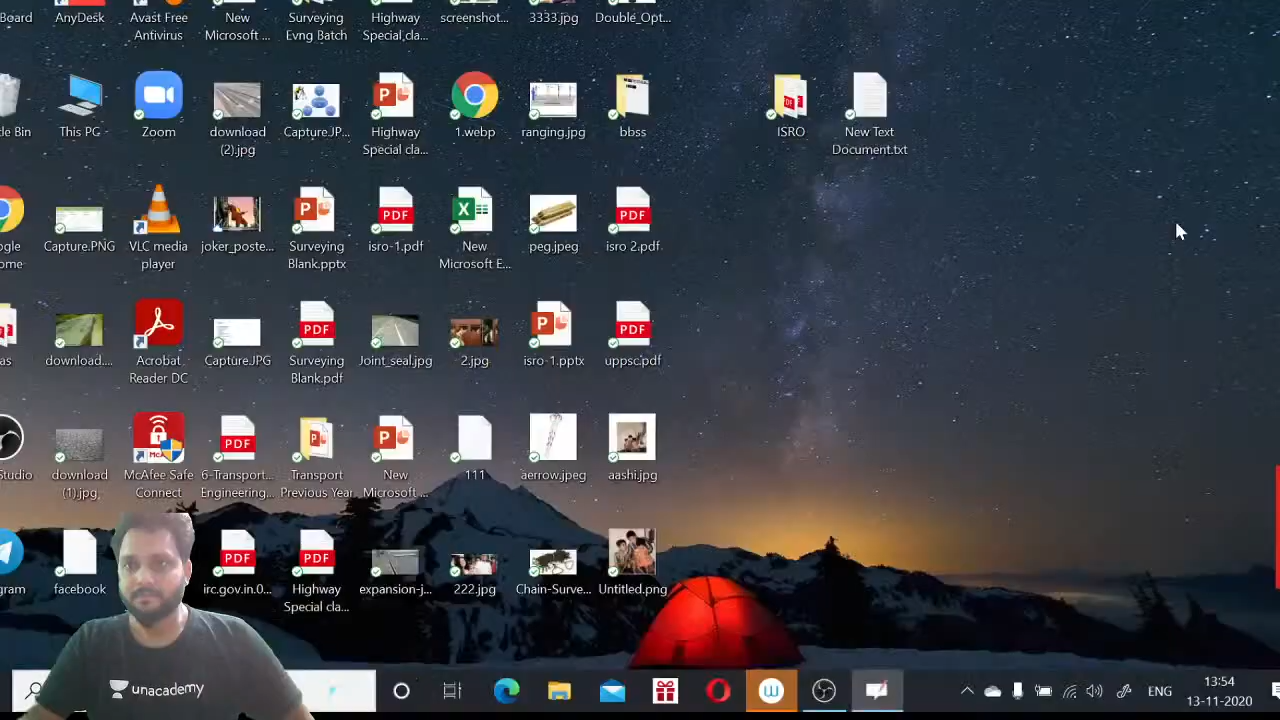 Board
AnyDesk
Avast Free
Antivirus
New
Microsoft ...
Surveying
Evng Batch
Highway
Special cla...
screenshot...
3333.jpg
Double_Opt...
cle Bin
This PC
Zoom
download
(2).jpg
Capture.JP...
Highway
Special cla...
1.webp
ranging.jpg
bbss
ISRO
New Text
Document.txt
ogle
ome
Capture.PNG
VLC media
player
joker_poste...
Surveying
Blank.pptx
isro-1.pdf
New
Microsoft E...
peg.jpeg
isro 2.pdf
as
download....
Acrobat
Reader DC
Capture.JPG
Surveying
Blank.pdf
Joint_seal.jpg
2.jpg
isro-1.pptx
uppsc.pdf
Studio
download
(1).jpg
McAfee Safe
Connect
6-Transport...
Engineering...
Transport
Previous Year
New
Microsoft ...
111
aerrow.jpeg
aashi.jpg
gram
facebook
irc.gov.in.0...
Highway
Special cla...
expansion-j...
222.jpg
Chain-Surve...
Untitled.png
unacademy
ENG
13:54
13-11-2020